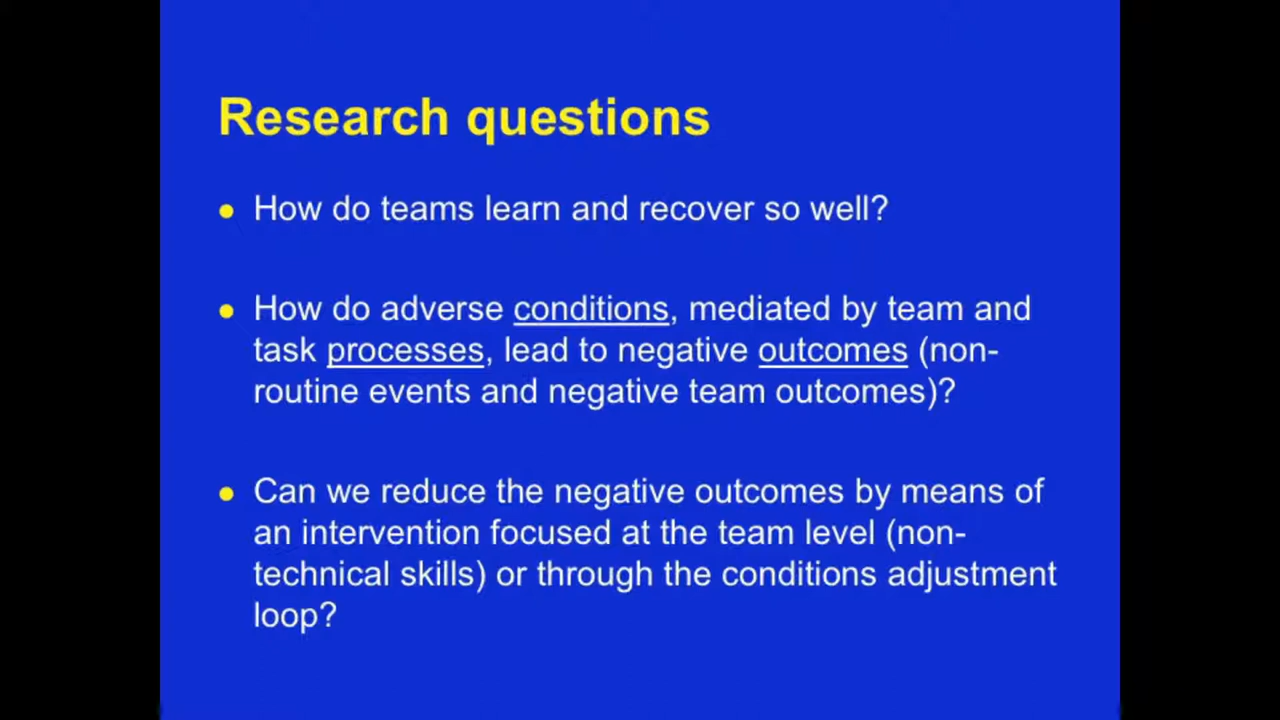 Research questions
How do teams learn and recover so well?
How do adverse conditions, mediated by team and
task processes, lead to negative outcomes (non-
routine events and negative team outcomes)?
Can we reduce the negative outcomes by means of
an intervention focused at the team level (non-
technical skills) or through the conditions adjustment
loop?